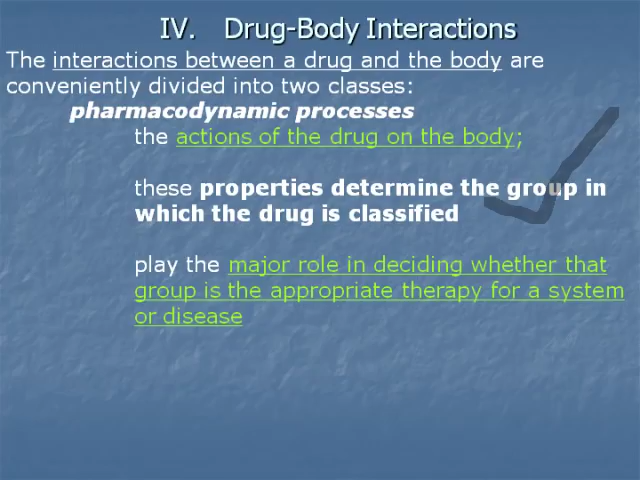 IV. Drug-Body Interactions
The interactions between a drug and the body are
conveniently divided into two classes:
pharmacodynamic processes
the actions of the drug on the body;
these properties determine the group in
which the drug is classified
play the major role in deciding whether that
group is the appropriate therapy for a system
or disease